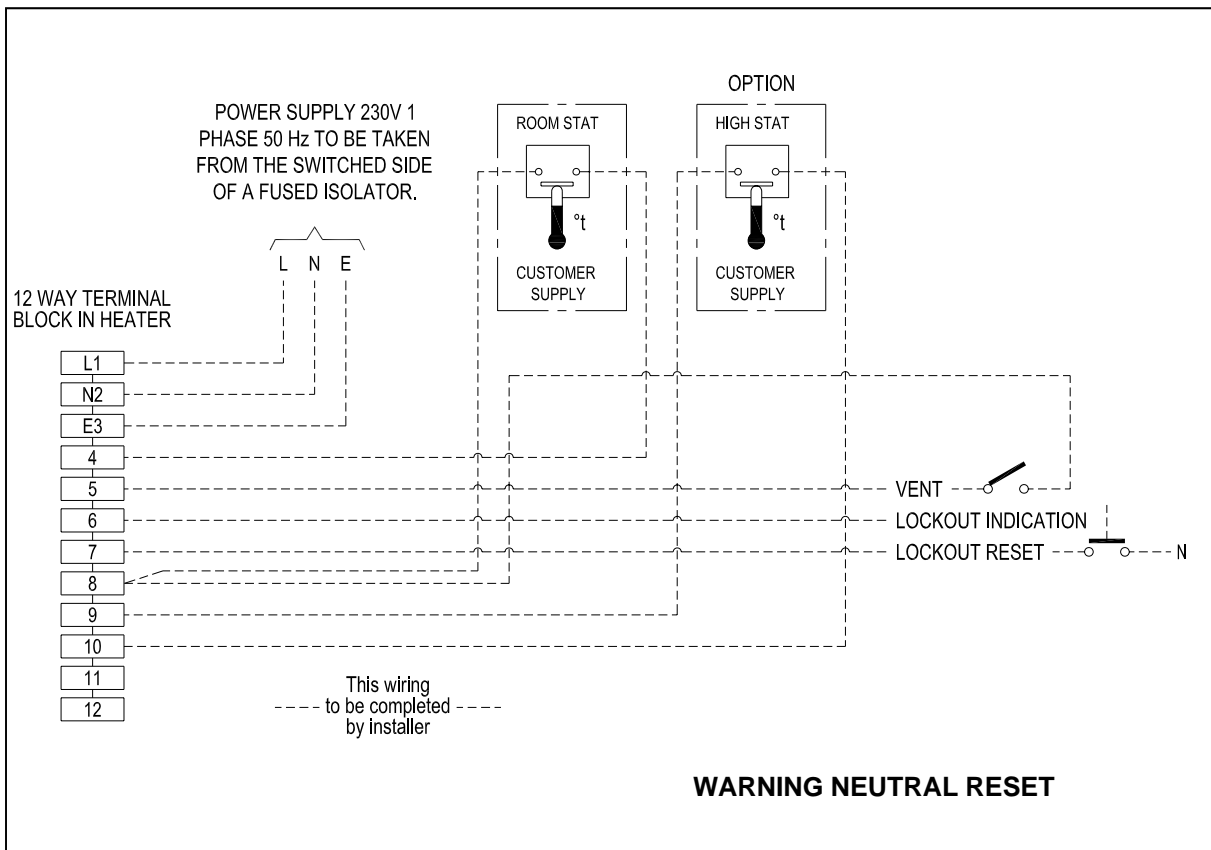 OPTION
POWER SUPPLY 230V 1
PHASE 50 Hz TO BE TAKEN
FROM THE SWITCHED SIDE
OF A FUSED ISOLATOR.
ROOM STAT
HIGH STAT
°t
°t
CUSTOMER
SUPPLY
CUSTOMER
SUPPLY
L N E
12 WAY TERMINAL
BLOCK IN HEATER
L1
N2
E3
4
5
6
7
8
9
10
11
12
VENT
LOCKOUT INDICATION
LOCKOUT RESET
N
This wiring
to be completed
by installer
WARNING NEUTRAL RESET